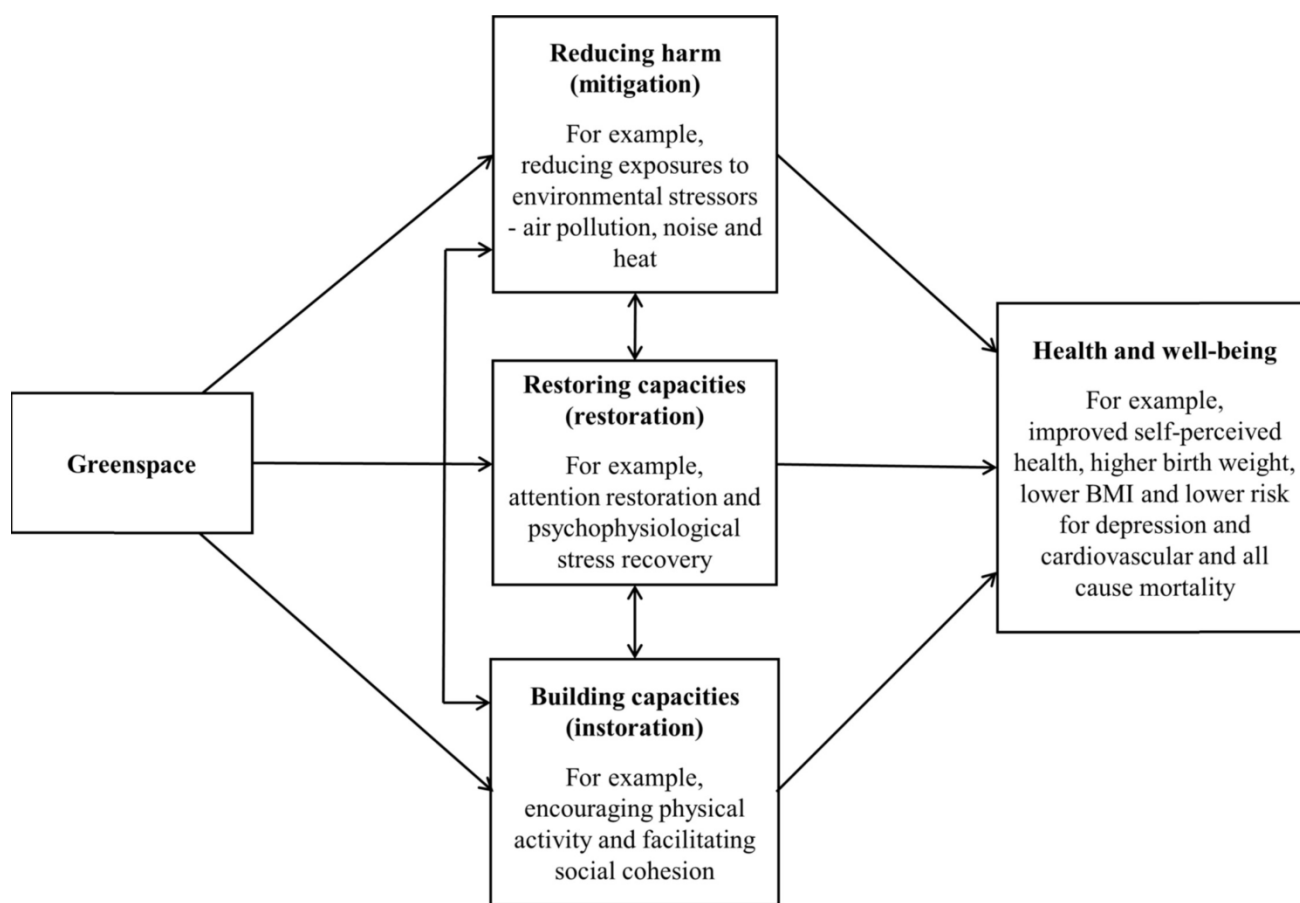 Reducing harm
(mitigation)
For example,
reducing exposures to
environmental stressors
- air pollution, noise and
heat
Greenspace
Restoring capacities
(restoration)
For example,
attention restoration and
psychophysiological
stress recovery
Building capacities
(instoration)
For example,
encouraging physical
activity and facilitating
social cohesion
Health and well-being
For example,
improved self-perceived
health, higher birth weight,
lower BMI and lower risk
for depression and
cardiovascular and all
cause mortality